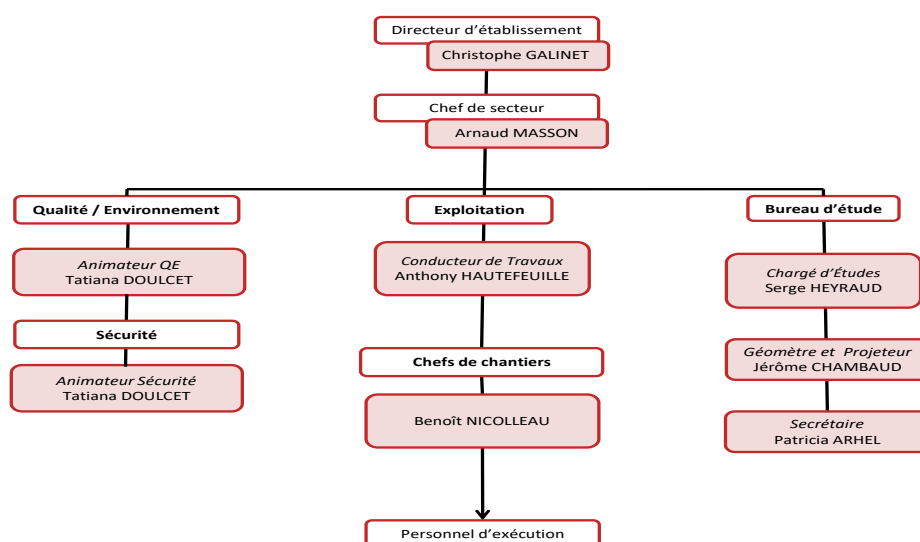 Directeur d'établissement
Christophe GALINET
Chef de secteur
Arnaud MASSON
Qualité / Environnement
Animateur QE
Tatiana DOULCET
Sécurité
Animateur Sécurité
Tatiana DOULCET
Exploitation
Conducteur de Travaux
Anthony HAUTEFEUILLE
Chefs de chantiers
Benoît NICOLLEAU
Personnel d'exécution
Bureau d'étude
Chargé d'Études
Serge HEYRAUD
Géomètre et Projeteur
Jérôme CHAMBAUD
Secrétaire
Patricia ARHEL